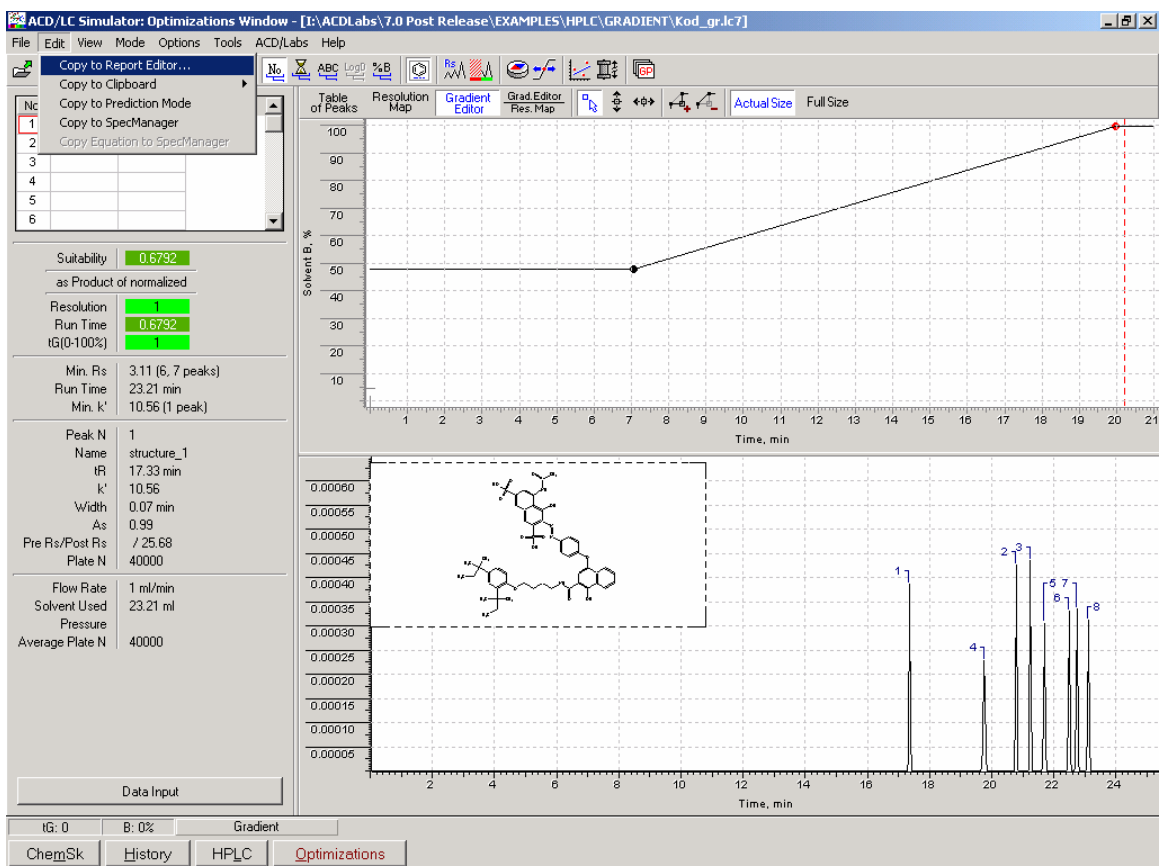 ACD/LC Simulator: Optimizations Window - [I:\ACDLabs\7.0 Post Release\EXAMPLES\HPLC\GRADIENT\Kod_gr.lc7]
File Edit View Mode Options Tools ACD/Labs Help
Copy to Report Editor...
Copy to Clipboard
Copy to Prediction Mode
Copy to SpecManager
Copy Equation to SpecManager
No ABC LogD %B Rs GP
Table of Peaks
Resolution Map
Gradient Editor
Grad.Editor Res. Map
Actual Size
Full Size
1
2
3
4
5
6
Suitability 0.6792
as Product of normalized
Resolution 1
Run Time 0.6792
tG(0-100%) 1
Min. Rs 3.11 (6, 7 peaks)
Run Time 23.21 min
Min. k' 10.56 (1 peak)
Peak N 1
Name structure_1
tR 17.33 min
k' 10.56
Width 0.07 min
As 0.99
Pre Rs/Post Rs / 25.68
Plate N 40000
Flow Rate 1 ml/min
Solvent Used 23.21 ml
Pressure
Average Plate N 40000
Data Input
Solvent B, %
100
90
80
70
60
50
40
30
20
10
1 2 3 4 5 6 7 8 9 10 11 12 13 14 15 16 17 18 19 20 21
Time, min
0.00060
0.00055
0.00050
0.00045
0.00040
0.00035
0.00030
0.00025
0.00020
0.00015
0.00010
0.00005
1 4 2 3 5 6 7 8
2 4 6 8 10 12 14 16 18 20 22 24
Time, min
tG: 0 B: 0% Gradient
ChemSk History HPLC Optimizations